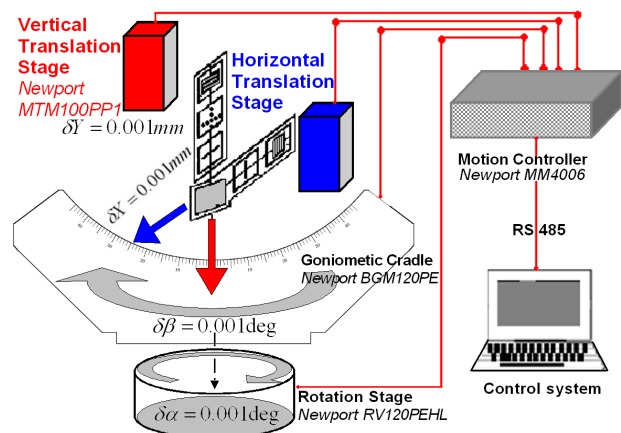 Vertical
Translation
Stage
Newport
MTM100PP1
δY = 0.001mm
Horizontal
Translation
Stage
δX = 0.001mm
Motion Controller
Newport MM4006
RS 485
Goniometic Cradle
Newport BGM120PE
δβ = 0.001deg
Control system
Rotation Stage
Newport RV120PEHL
δα = 0.001deg